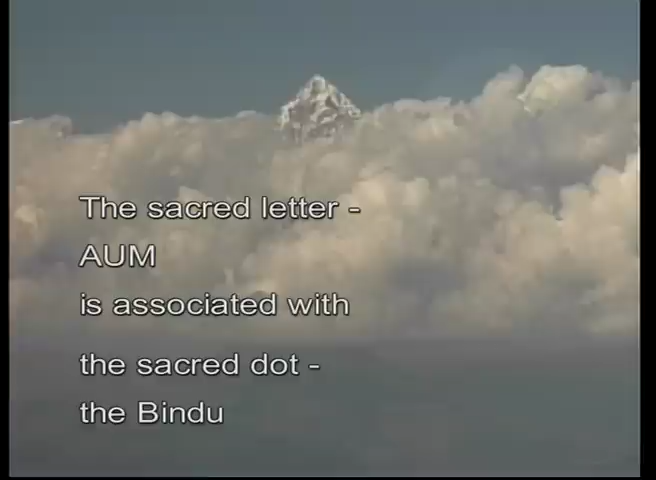 The sacred letter -
AUM
is associated with
the sacred dot -
the Bindu